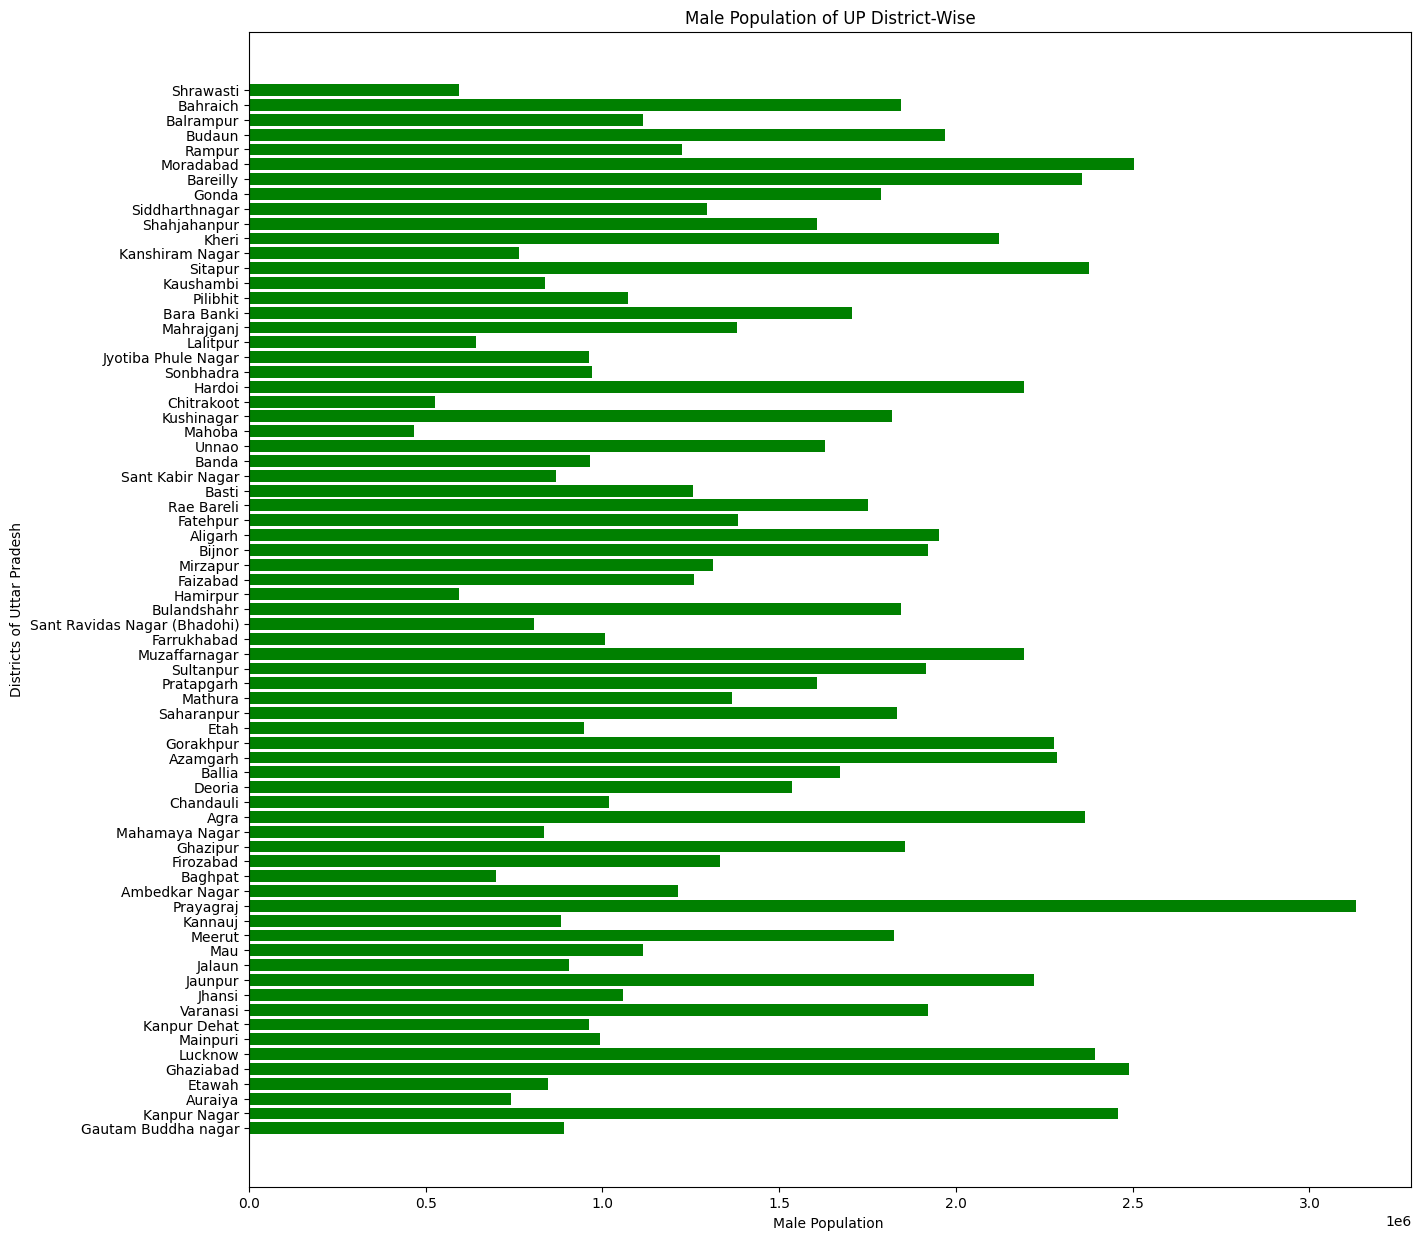 Male Population of UP District-Wise
Districts of Uttar Pradesh
Shrawasti
Bahraich
Balrampur
Budaun
Rampur
Moradabad
Bareilly
Gonda
Siddharthnagar
Shahjahanpur
Kheri
Kanshiram Nagar
Sitapur
Kaushambi
Pilibhit
Bara Banki
Mahrajganj
Lalitpur
Jyotiba Phule Nagar
Sonbhadra
Hardoi
Chitrakoot
Kushinagar
Mahoba
Unnao
Banda
Sant Kabir Nagar
Basti
Rae Bareli
Fatehpur
Aligarh
Bijnor
Mirzapur
Faizabad
Hamirpur
Bulandshahr
Sant Ravidas Nagar (Bhadohi)
Farrukhabad
Muzaffarnagar
Sultanpur
Pratapgarh
Mathura
Saharanpur
Etah
Gorakhpur
Azamgarh
Ballia
Deoria
Chandauli
Agra
Mahamaya Nagar
Ghazipur
Firozabad
Baghpat
Ambedkar Nagar
Prayagraj
Kannauj
Meerut
Mau
Jalaun
Jaunpur
Jhansi
Varanasi
Kanpur Dehat
Mainpuri
Lucknow
Ghaziabad
Etawah
Auraiya
Kanpur Nagar
Gautam Buddha nagar
0.0 0.5 1.0 1.5 2.0 2.5 3.0
1e6
Male Population